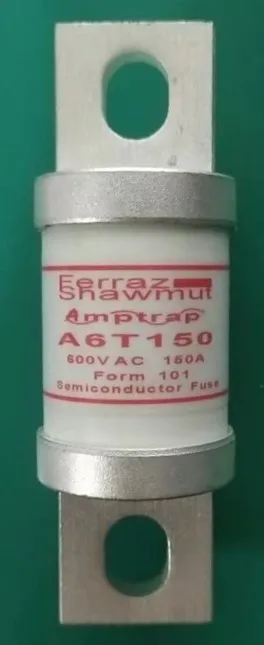 Ferraz
Shawmut
Amptrap
A6T150
600VAC 150A
Form 101
Semiconductor Fuse